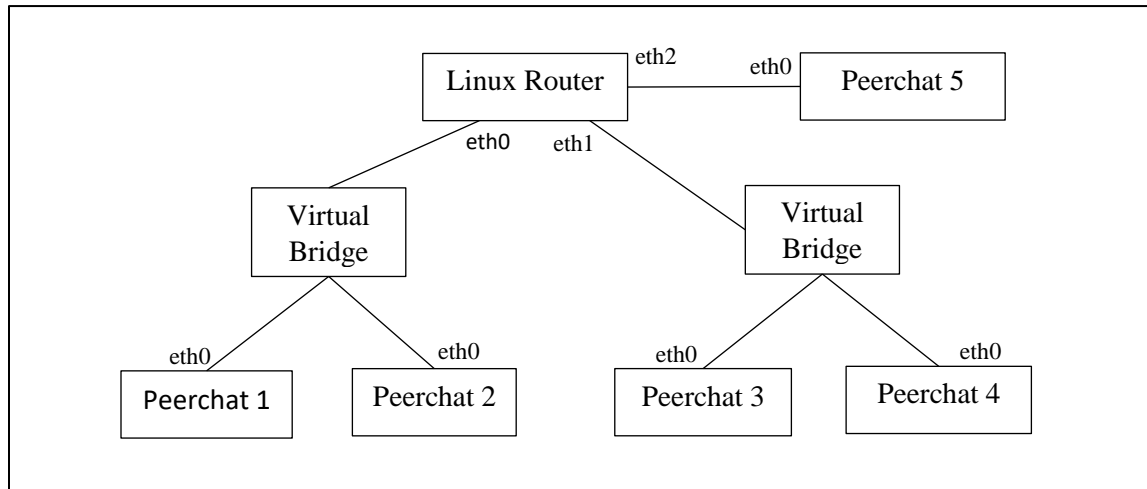 eth2
eth0
Linux Router
Peerchat 5
eth0
eth1
Virtual
Bridge
Virtual
Bridge
eth0
eth0
eth0
eth0
Peerchat 1
Peerchat 2
Peerchat 3
Peerchat 4